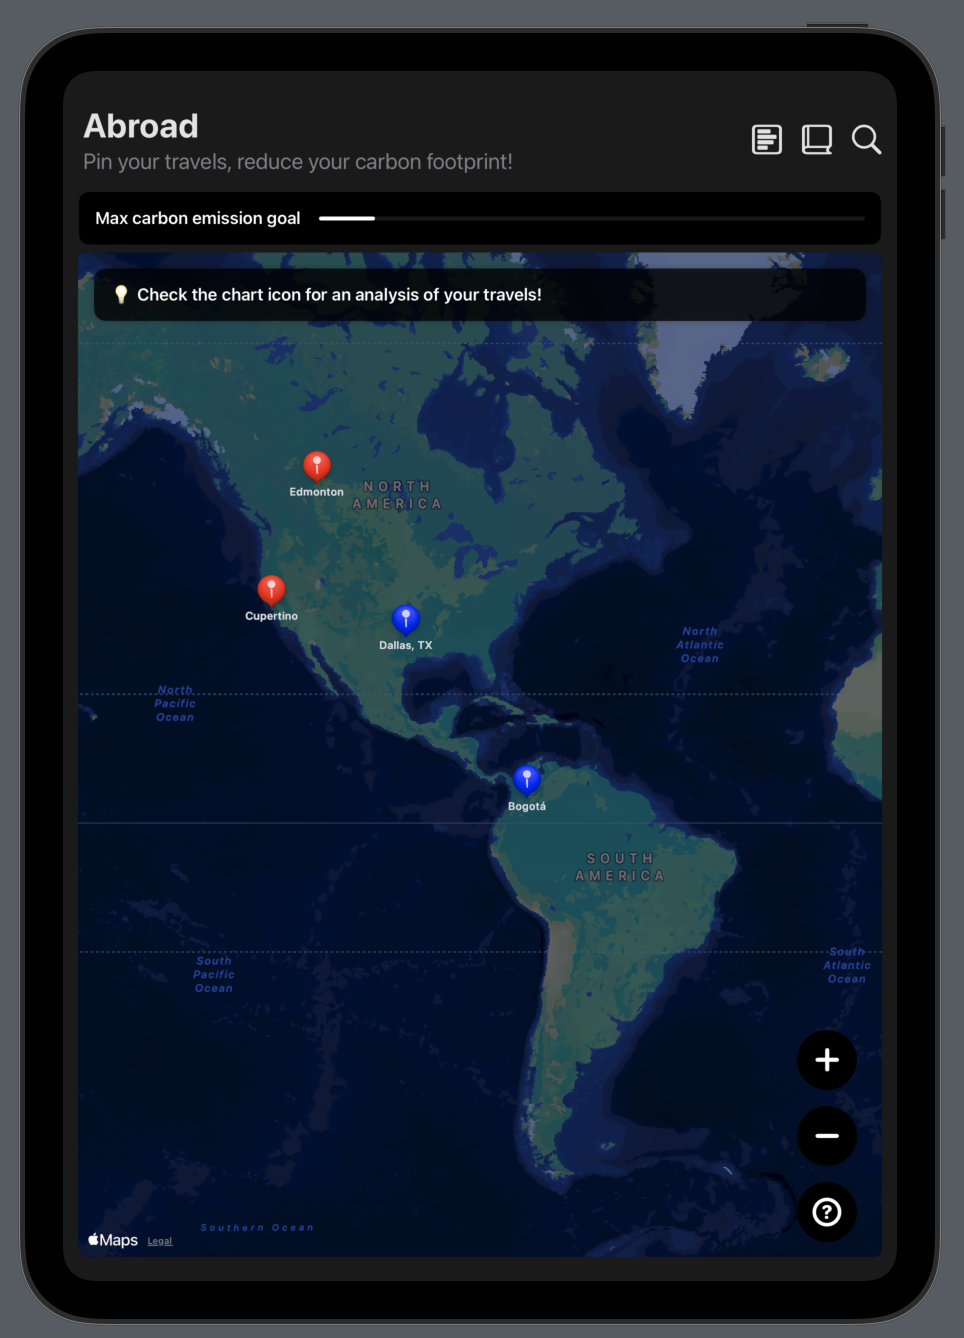 Abroad
Pin your travels, reduce your carbon footprint!
Max carbon emission goal
💡 Check the chart icon for an analysis of your travels!
Edmonton
NORTH
AMERICA
Cupertino
Dallas, TX
North
Atlantic
Ocean
North
Pacific
Ocean
Bogotá
SOUTH
AMERICA
South
Pacific
Ocean
South
Atlantic
Ocean
Southern Ocean
Maps Legal